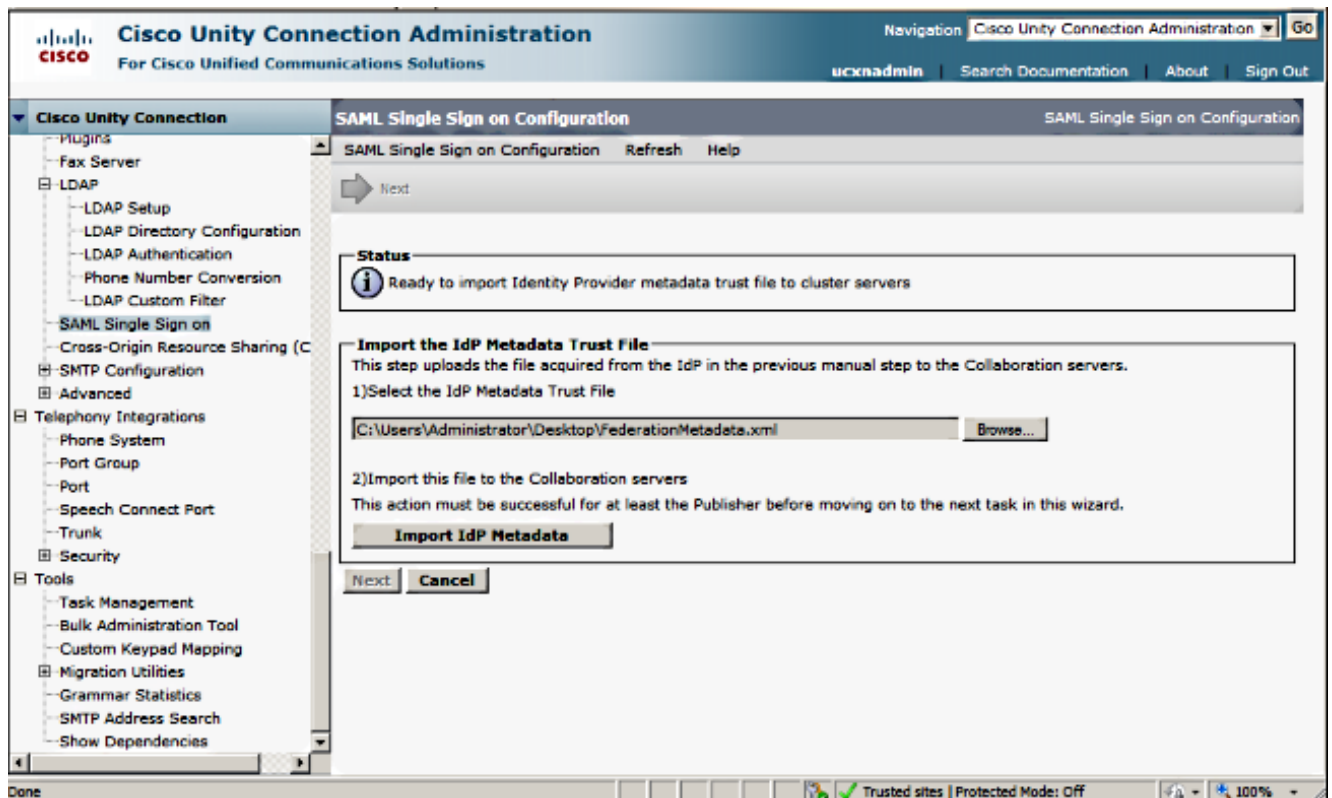 Cisco Unity Connection Administration
Navigation Cisco Unity Connection Administration Go
CISCO
For Cisco Unified Communications Solutions
ucxnadmin | Search Documentation | About | Sign Out
Cisco Unity Connection
Plugins
Fax Server
LDAP
LDAP Setup
LDAP Directory Configuration
LDAP Authentication
Phone Number Conversion
LDAP Custom Filter
SAML Single Sign on
Cross-Origin Resource Sharing (C
SMTP Configuration
Advanced
Telephony Integrations
Phone System
Port Group
Port
Speech Connect Port
Trunk
Security
Tools
Task Management
Bulk Administration Tool
Custom Keypad Mapping
Migration Utilities
Grammar Statistics
SMTP Address Search
Show Dependencies
SAML Single Sign on Configuration
SAML Single Sign on Configuration
SAML Single Sign on Configuration Refresh Help
Next
Status
Ready to import Identity Provider metadata trust file to cluster servers
Import the IdP Metadata Trust File
This step uploads the file acquired from the IdP in the previous manual step to the Collaboration servers.
1)Select the IdP Metadata Trust File
C:\Users\Administrator\Desktop\FederationMetadata.xml Browse...
2)Import this file to the Collaboration servers
This action must be successful for at least the Publisher before moving on to the next task in this wizard.
Import IdP Metadata
Next Cancel
Done
Trusted sites | Protected Mode: Off
100%